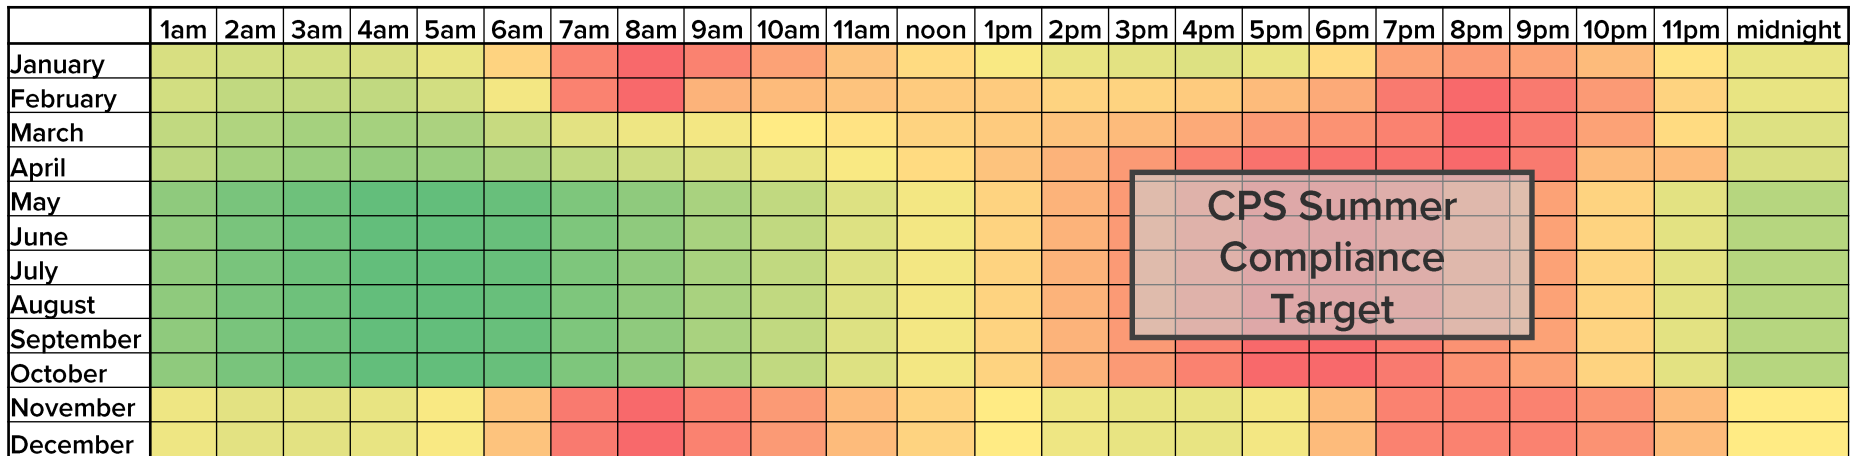 1am 2am 3am 4am 5am 6am 7am 8am 9am 10am 11am noon 1pm 2pm 3pm 4pm 5pm 6pm 7pm 8pm 9pm 10pm 11pm midnight
January
February
March
April
May
June
July
August
September
October
November
December
CPS Summer
Compliance
Target